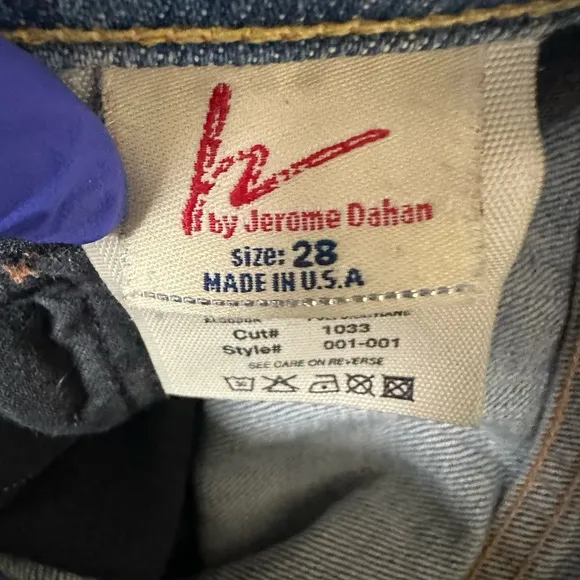 by Jerome Dahan
size: 28
MADE IN U.S.A
Cut# 1033
Style# 001-001
SEE CARE ON REVERSE